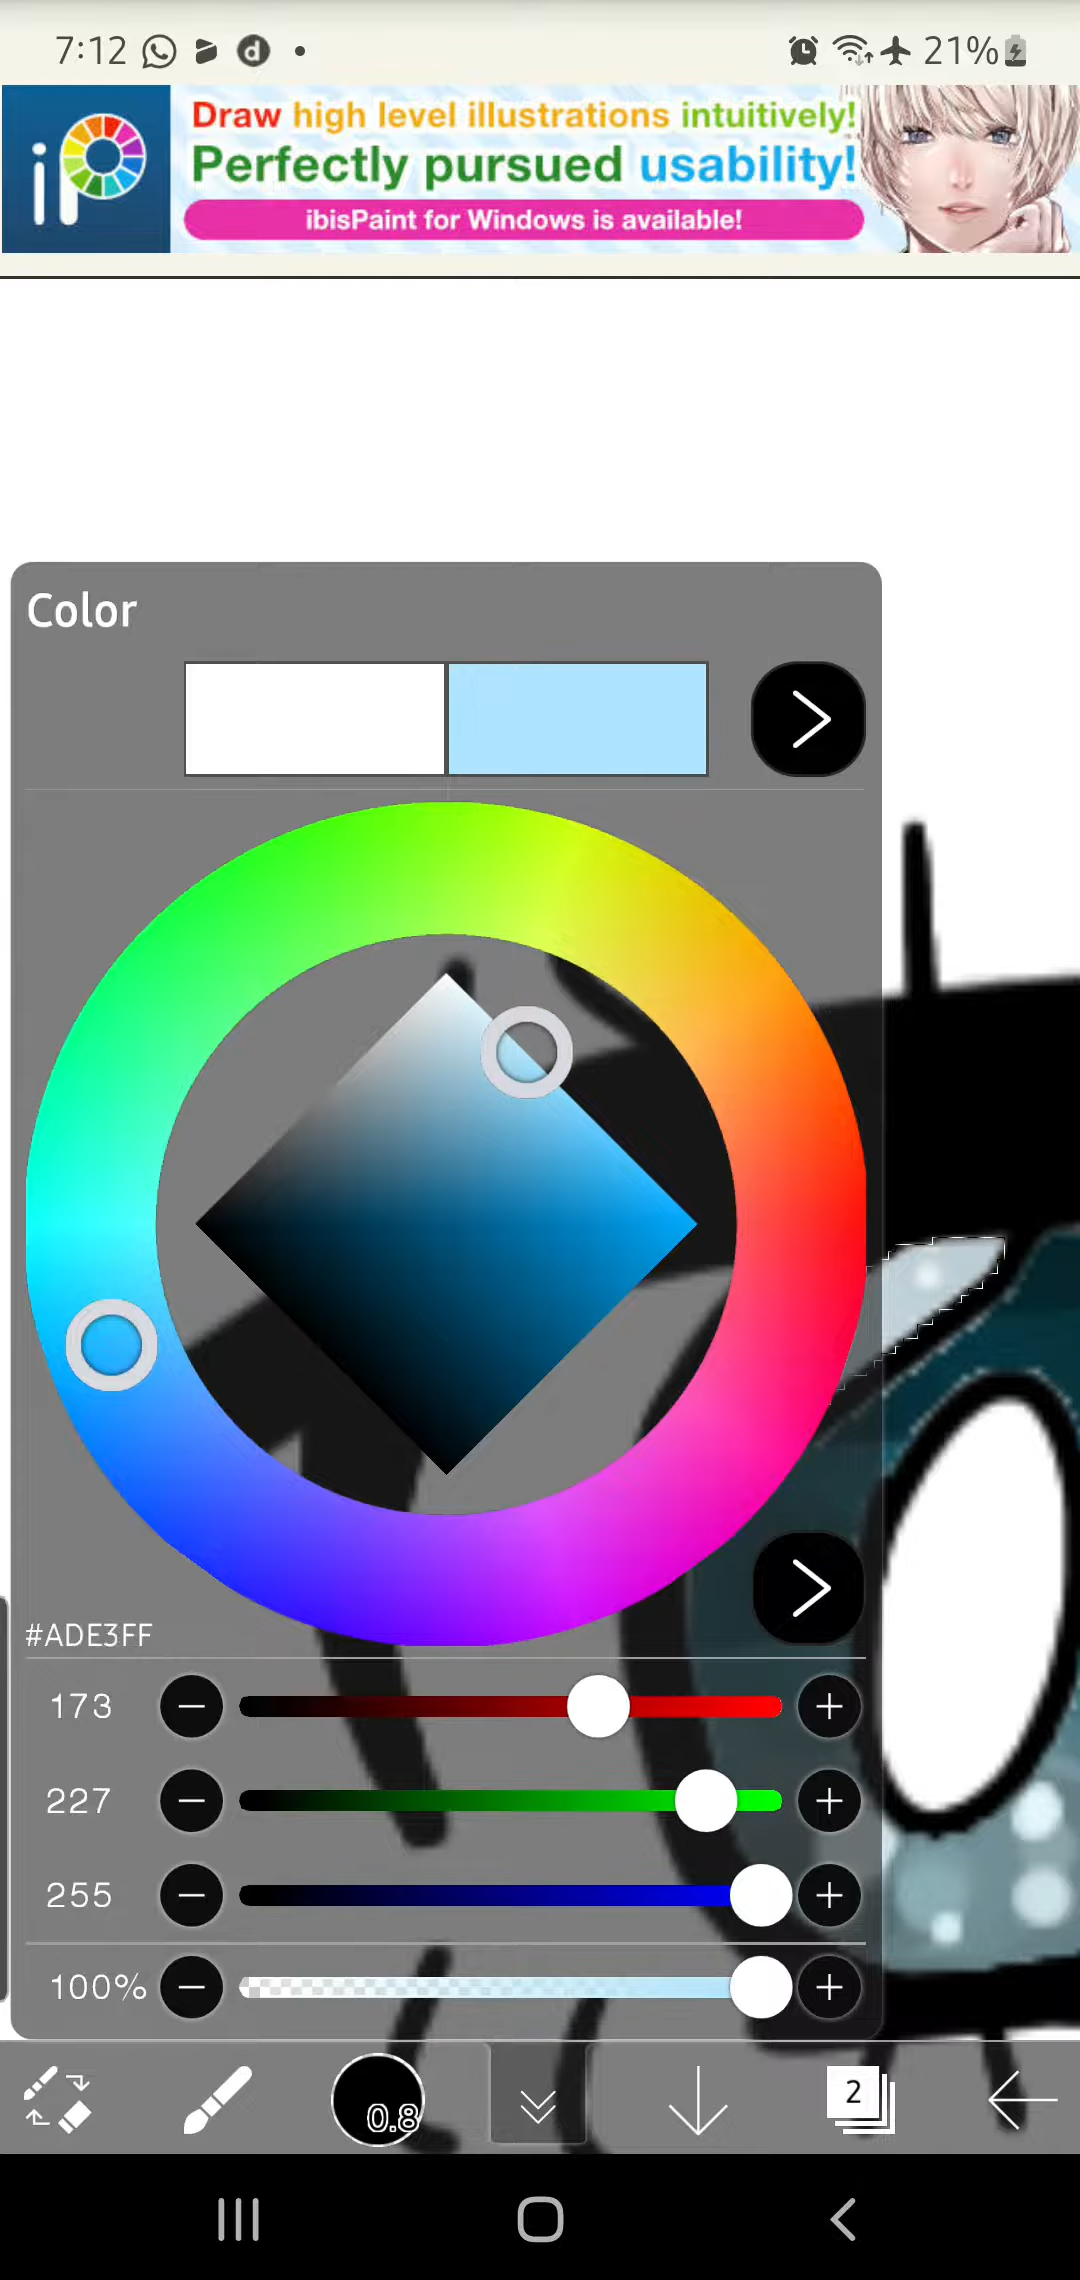 7:12
21%
iP
Draw high level illustrations intuitively!
Perfectly pursued usability!
ibisPaint for Windows is available!
Color
#ADE3FF
173
227
255
100%
0.8
2